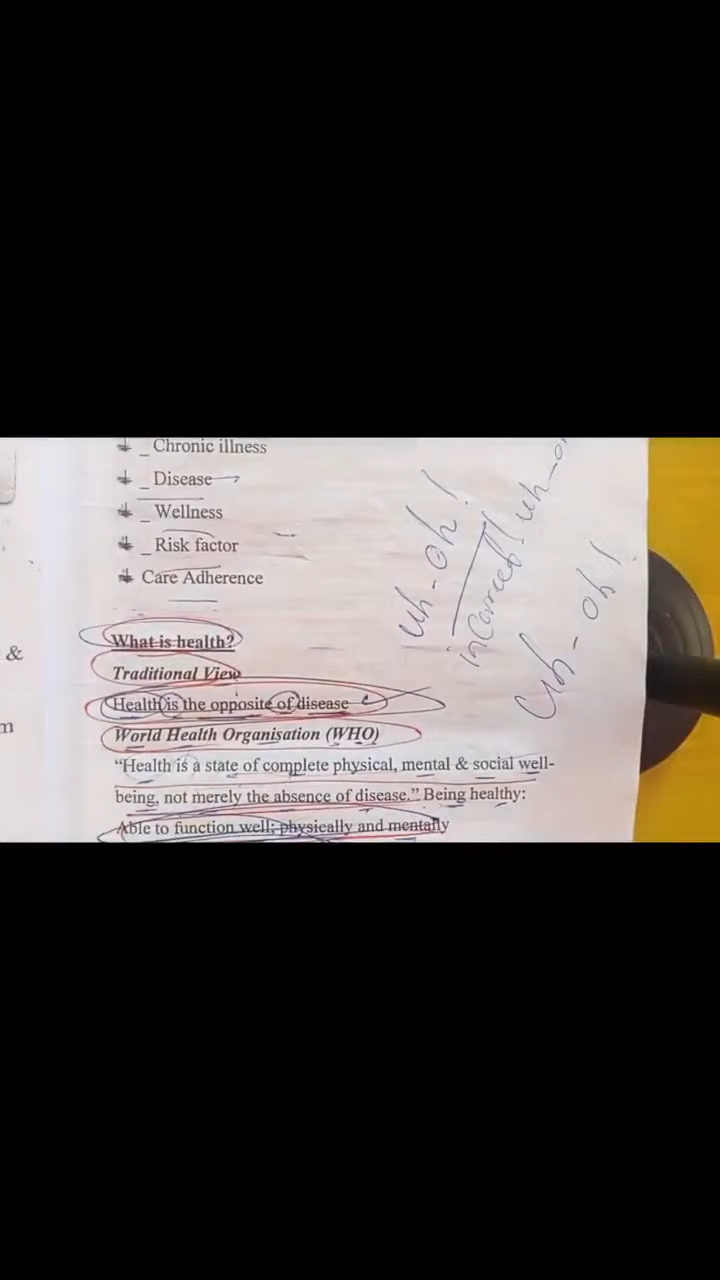 _ Chronic illness
_ Disease
_ Wellness
_ Risk factor
Care Adherence
uh-oh!
uh-oh!
What is health?
&
Traditional View
Health is the opposite of disease
m
World Health Organisation (WHO)
“Health is a state of complete physical, mental & social well-
being, not merely the absence of disease.” Being healthy:
Able to function well; physically and mentally